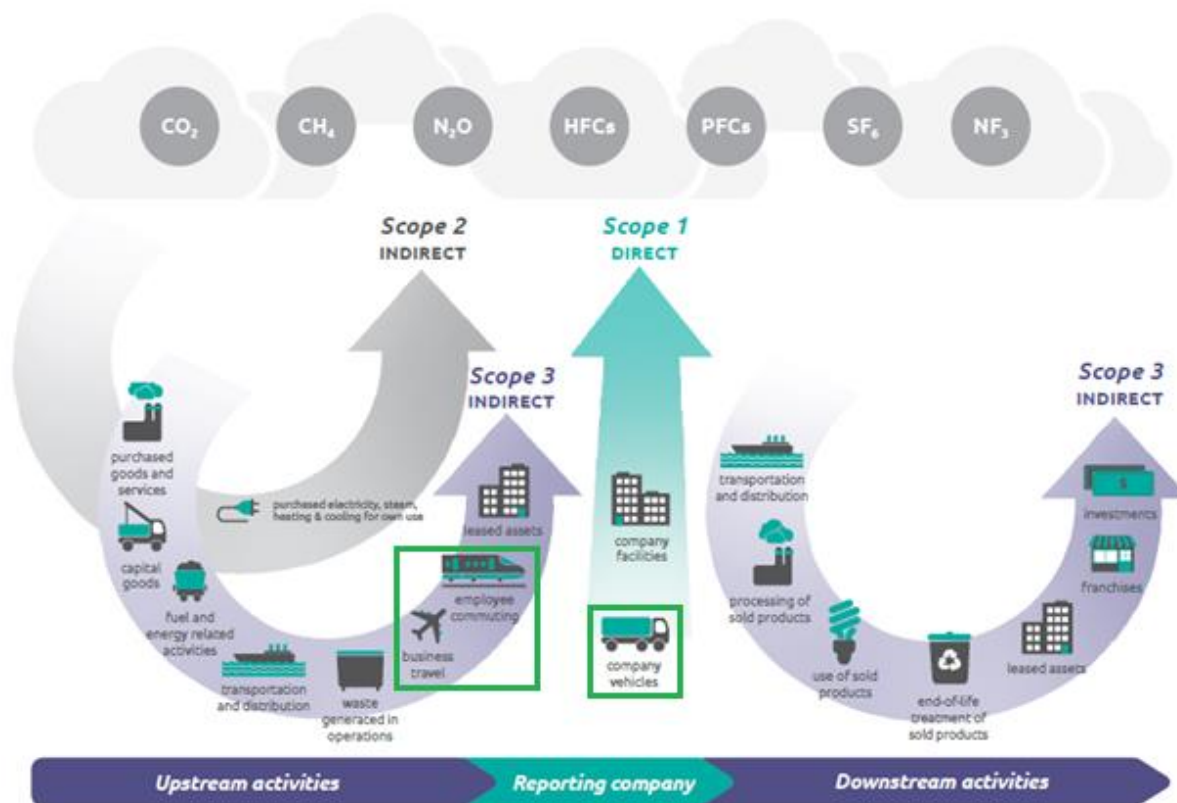 CO₂
CH₄
N₂O
HFCs
PFCs
SF₆
NF₃
Scope 2
INDIRECT
Scope 1
DIRECT
Scope 3
INDIRECT
Scope 3
INDIRECT
purchased
goods and
services
capital
goods
fuel and
energy related
activities
transportation
and distribution
waste
generated in
operations
business
travel
employee
commuting
leased assets
purchased electricity, steam,
heating & cooling for own use
company
facilities
company
vehicles
transportation
and distribution
processing of
sold products
use of sold
products
end-of-life
treatment of
sold products
leased assets
franchises
$
investments
Upstream activities
Reporting company
Downstream activities